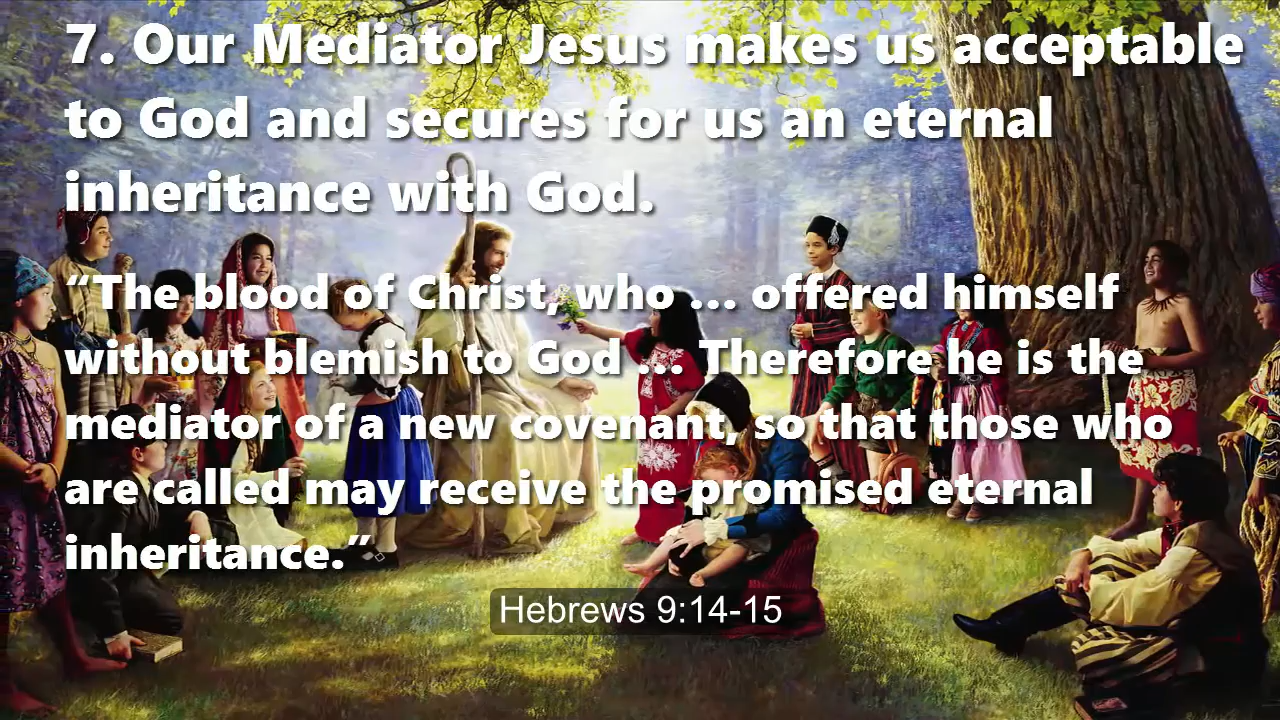 7. Our Mediator Jesus makes us acceptable
to God and secures for us an eternal
inheritance with God.
“The blood of Christ, who ... offered himself
without blemish to God ... Therefore he is the
mediator of a new covenant, so that those who
are called may receive the promised eternal
inheritance.”
Hebrews 9:14-15